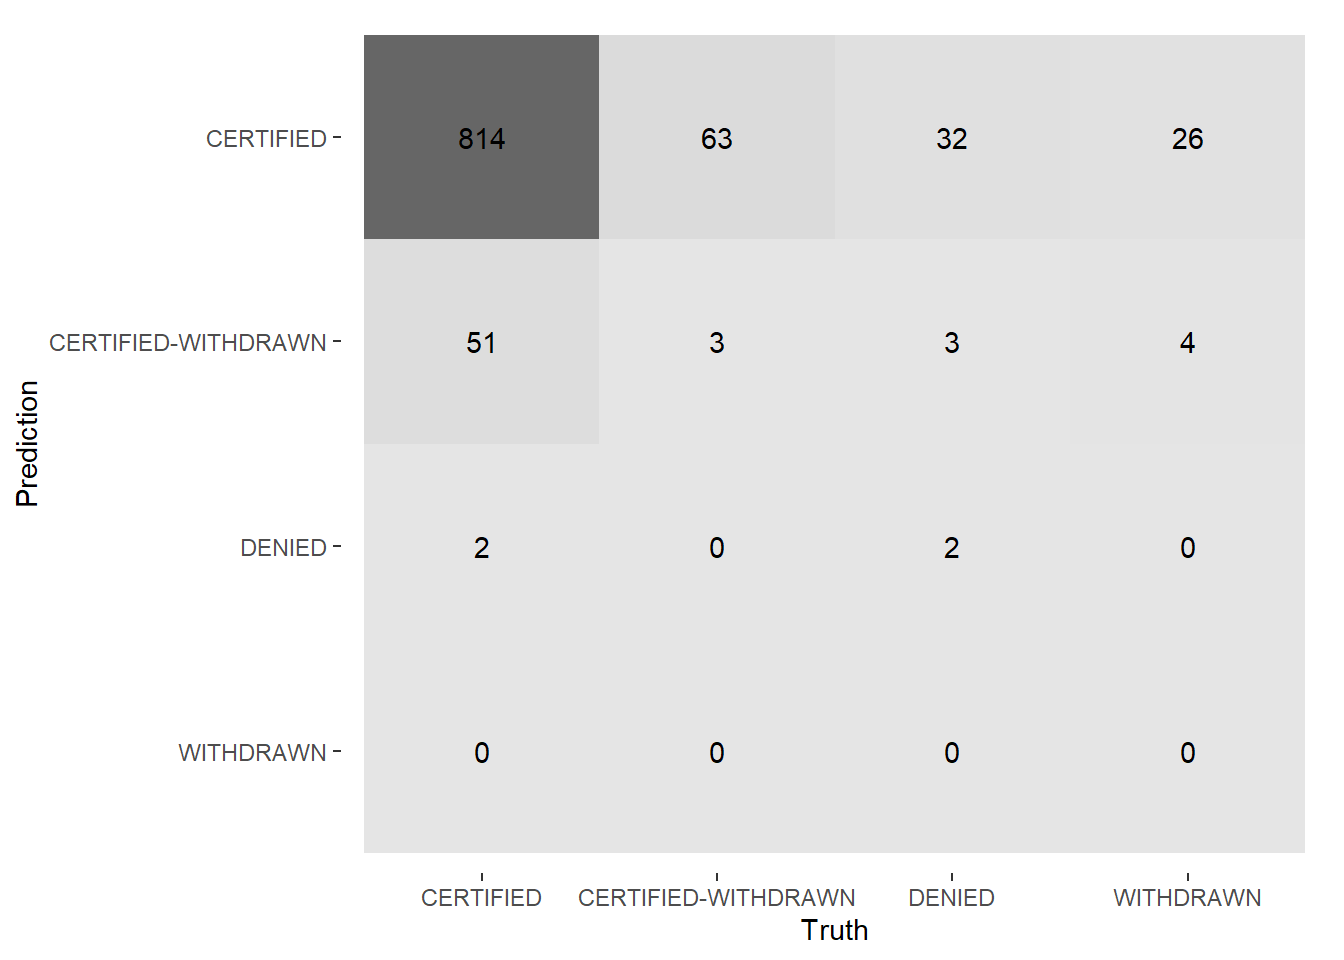 CERTIFIED 814 63 32 26
CERTIFIED-WITHDRAWN 51 3 3 4
DENIED 2 0 2 0
WITHDRAWN 0 0 0 0
Prediction
CERTIFIED CERTIFIED-WITHDRAWN DENIED WITHDRAWN
Truth